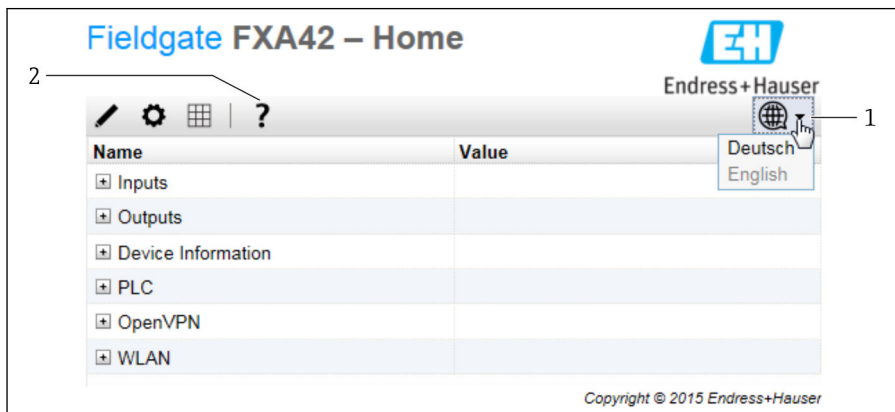 Fieldgate FXA42 – Home
EH
Endress+Hauser
2
?
1
Name Value
Deutsch
English
Inputs
Outputs
Device Information
PLC
OpenVPN
WLAN
Copyright © 2015 Endress+Hauser